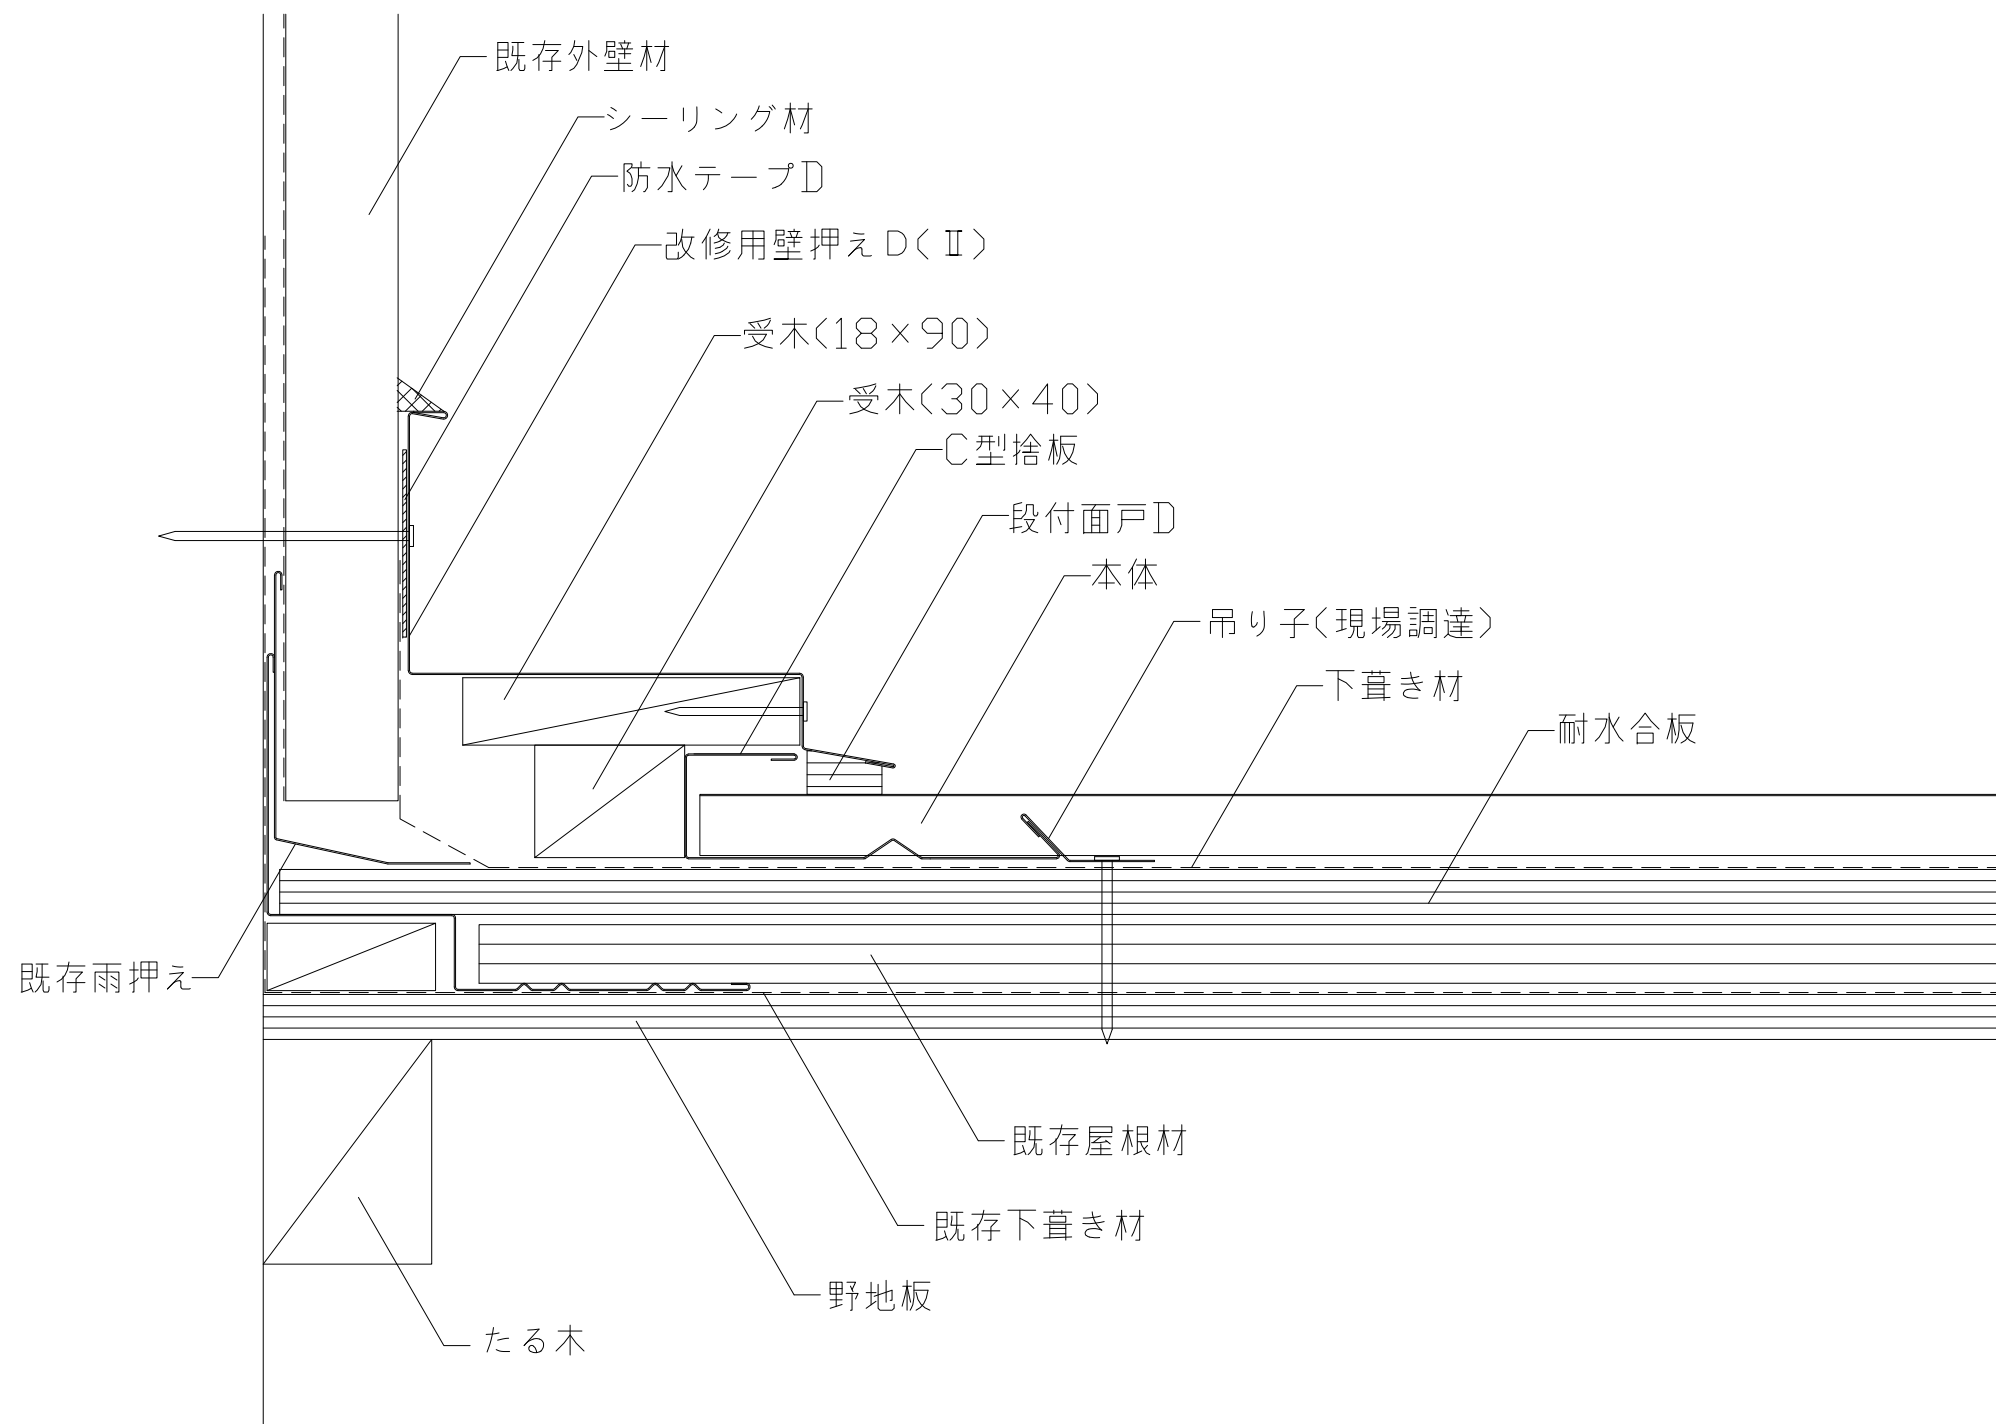 既存外壁材
シーリング材
防水テープD
改修用壁押えD(Ⅱ)
受木(18×90)
受木(30×40)
C型捨板
段付面戸D
本体
吊り子(現場調達)
下葺き材
耐水合板
既存雨押え
既存屋根材
既存下葺き材
野地板
たる木